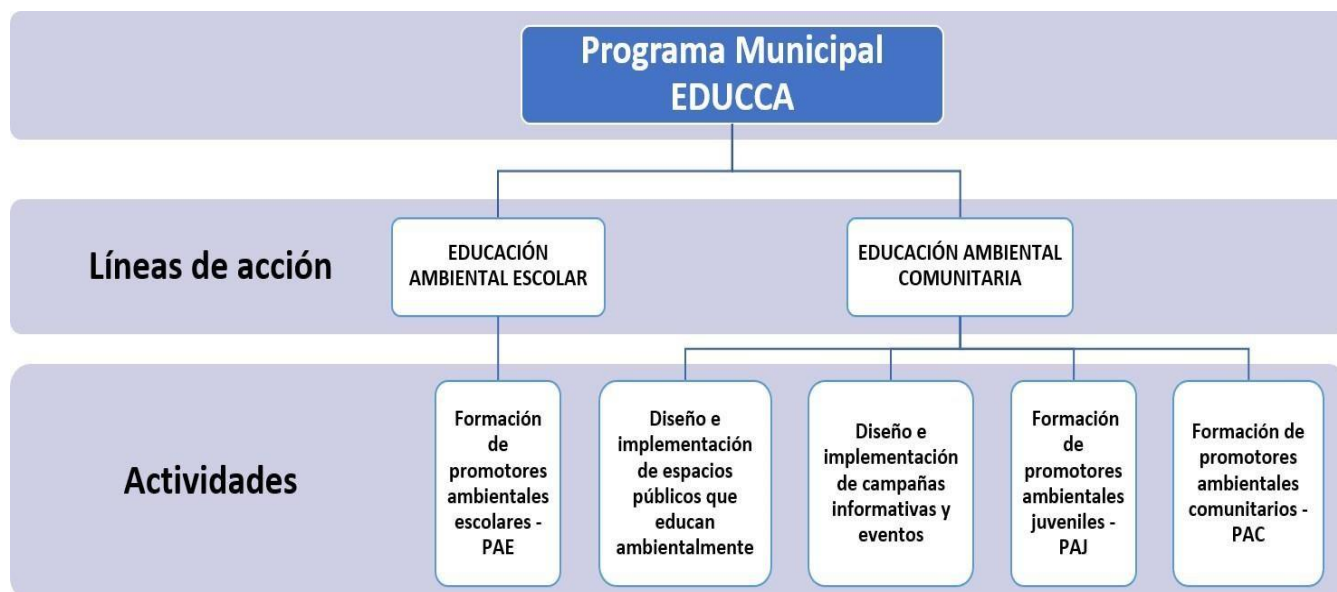 Programa Municipal
EDUCCA
Líneas de acción
EDUCACIÓN
AMBIENTAL ESCOLAR
EDUCACIÓN AMBIENTAL
COMUNITARIA
Actividades
Formación
de
promotores
ambientales
escolares -
PAE
Diseño e
implementación
de espacios
públicos que
educan
ambientalmente
Diseño e
implementación
de campañas
informativas y
eventos
Formación
de
promotores
ambientales
juveniles -
PAJ
Formación de
promotores
ambientales
comunitarios -
PAC